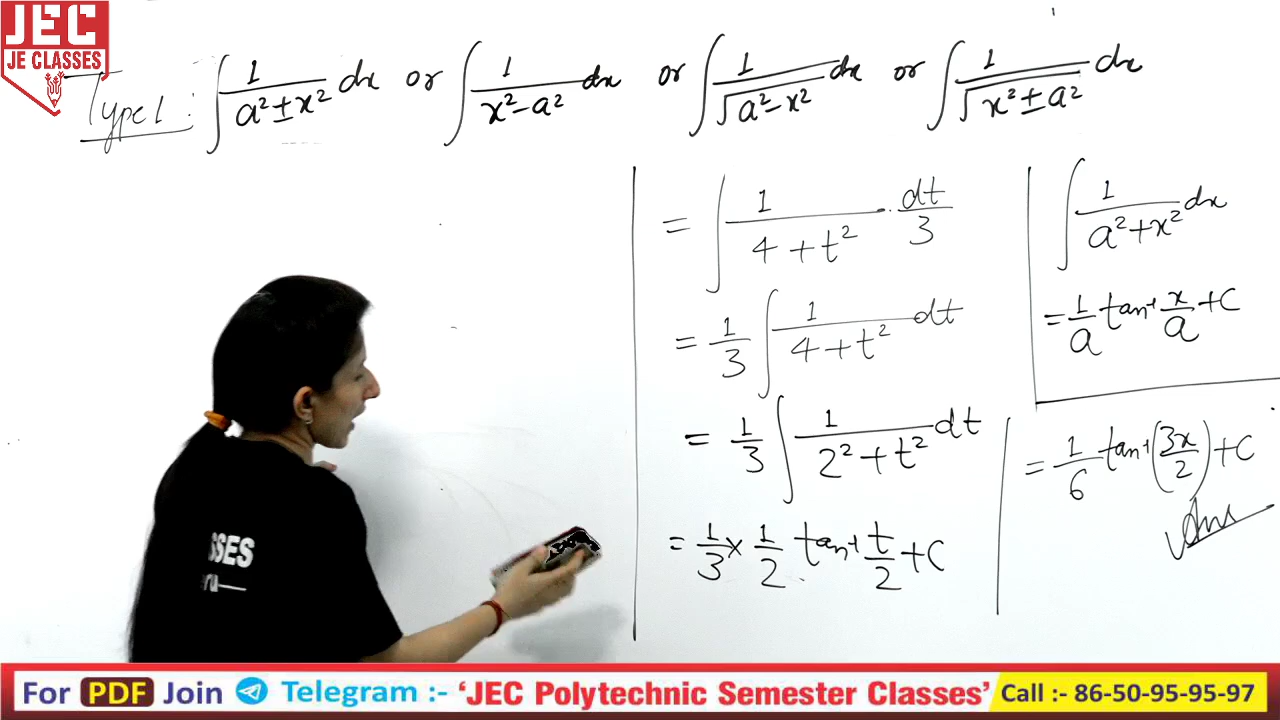 JEC
JE CLASSES
Type 1 : ∫ 1/(a² ± x²) dx or ∫ 1/(x² - a²) dx or ∫ 1/√(a² - x²) dx or ∫ 1/√(x² ± a²) dx
= ∫ 1/(4 + t²) · dt/3
= 1/3 ∫ 1/(4 + t²) dt
= 1/3 ∫ 1/(2² + t²) dt
= 1/3 × 1/2 tan⁻¹ t/2 + C
∫ 1/(a² + x²) dx
= 1/a tan⁻¹ x/a + C
= 1/6 tan⁻¹ (3x/2) + C
Ans
SSES
For PDF Join Telegram :- 'JEC Polytechnic Semester Classes' Call :- 86-50-95-95-97